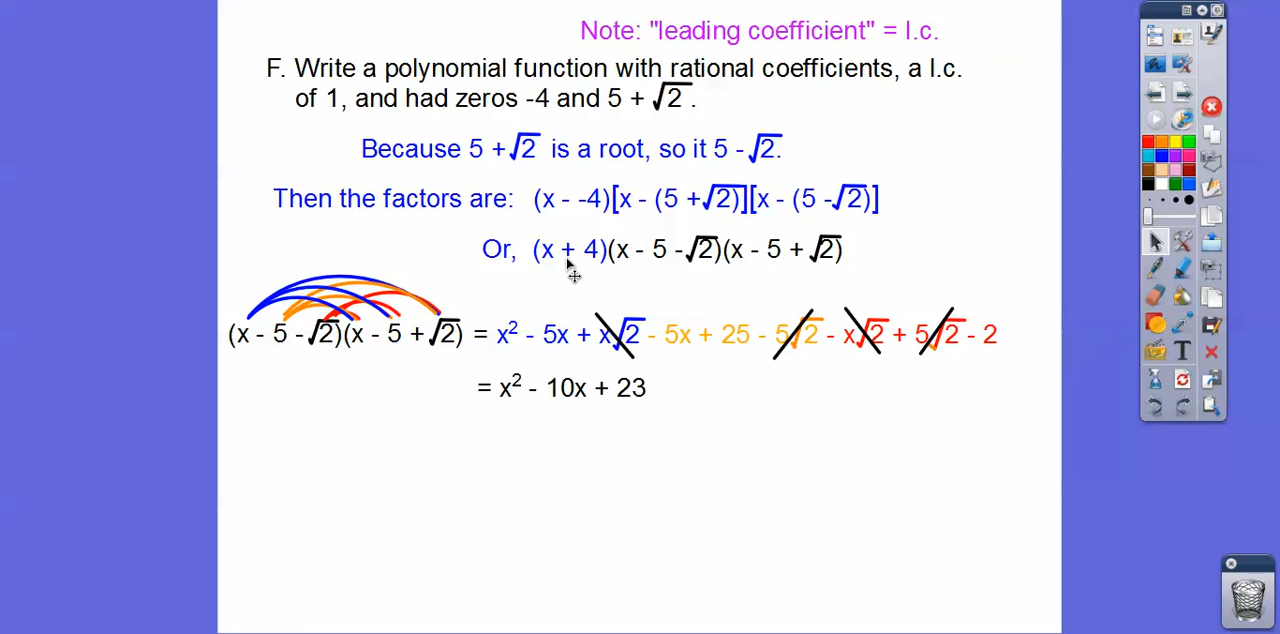 Note: "leading coefficient" = l.c.
F. Write a polynomial function with rational coefficients, a l.c.
of 1, and had zeros -4 and 5 + √2.
Because 5 +√2 is a root, so it 5 - √2.
Then the factors are: (x - -4)[x - (5 +√2)][x - (5 -√2)]
Or, (x + 4)(x - 5 -√2)(x - 5 + √2)
(x - 5 -√2)(x - 5 +√2) = x² - 5x + x√2 - 5x + 25 - 5√2 - x√2 + 5√2 - 2
= x² - 10x + 23